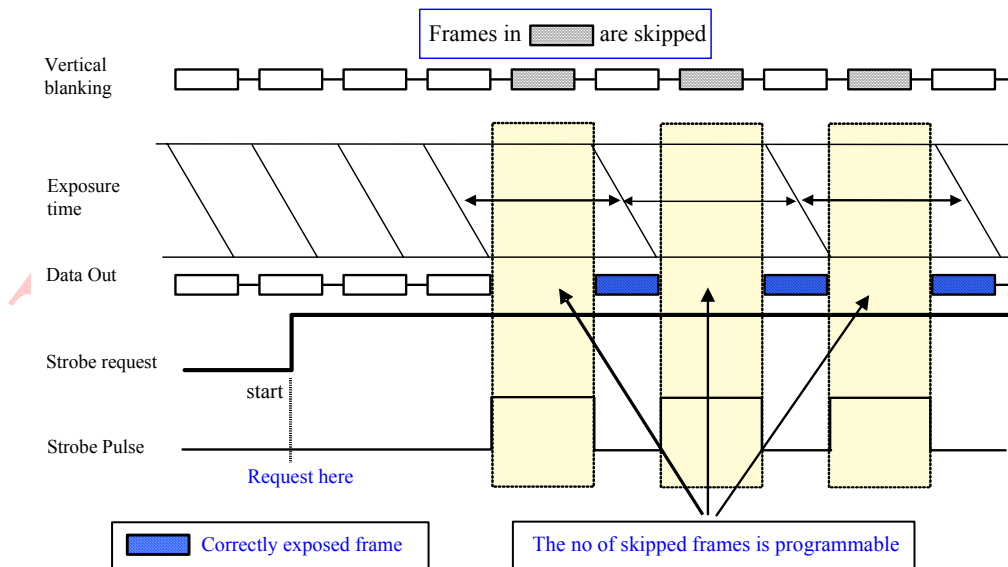 Frames in are skipped
Vertical
blanking
Exposure
time
Data Out
Strobe request
start
Strobe Pulse
Request here
Correctly exposed frame
The no of skipped frames is programmable